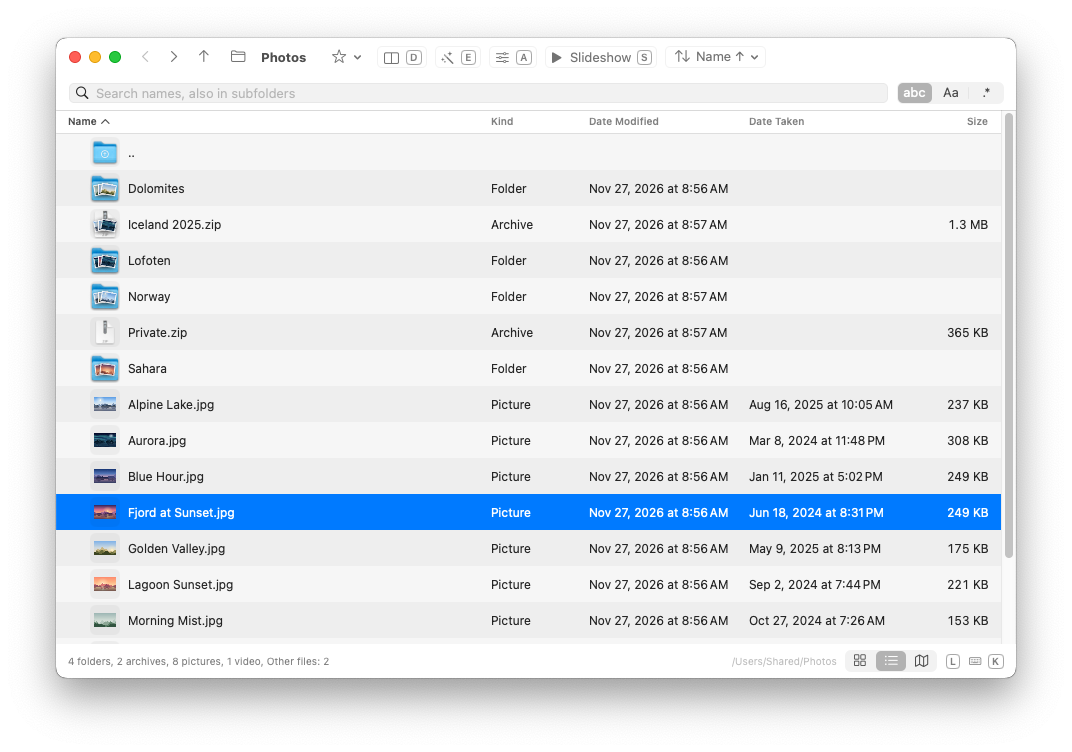 Photos D E A Slideshow S Name
Search names, also in subfolders abc Aa .*
Name Kind Date Modified Date Taken Size
..
Dolomites Folder Nov 27, 2026 at 8:56 AM
Iceland 2025.zip Archive Nov 27, 2026 at 8:57 AM 1.3 MB
Lofoten Folder Nov 27, 2026 at 8:56 AM
Norway Folder Nov 27, 2026 at 8:57 AM
Private.zip Archive Nov 27, 2026 at 8:57 AM 365 KB
Sahara Folder Nov 27, 2026 at 8:56 AM
Alpine Lake.jpg Picture Nov 27, 2026 at 8:56 AM Aug 16, 2025 at 10:05 AM 237 KB
Aurora.jpg Picture Nov 27, 2026 at 8:56 AM Mar 8, 2024 at 11:48 PM 308 KB
Blue Hour.jpg Picture Nov 27, 2026 at 8:56 AM Jan 11, 2025 at 5:02 PM 249 KB
Fjord at Sunset.jpg Picture Nov 27, 2026 at 8:56 AM Jun 18, 2024 at 8:31 PM 249 KB
Golden Valley.jpg Picture Nov 27, 2026 at 8:56 AM May 9, 2025 at 8:13 PM 175 KB
Lagoon Sunset.jpg Picture Nov 27, 2026 at 8:56 AM Sep 2, 2024 at 7:44 PM 221 KB
Morning Mist.jpg Picture Nov 27, 2026 at 8:56 AM Oct 27, 2024 at 7:26 AM 153 KB
4 folders, 2 archives, 8 pictures, 1 video, Other files: 2 /Users/Shared/Photos L K